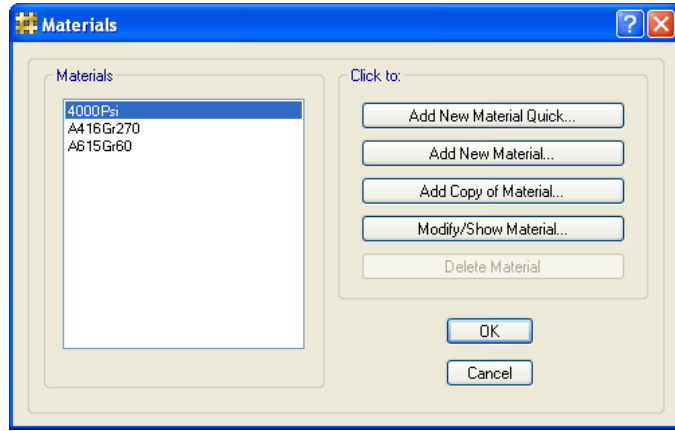 Materials
Materials
4000Psi
A416Gr270
A615Gr60
Click to:
Add New Material Quick...
Add New Material...
Add Copy of Material...
Modify/Show Material...
Delete Material
OK
Cancel